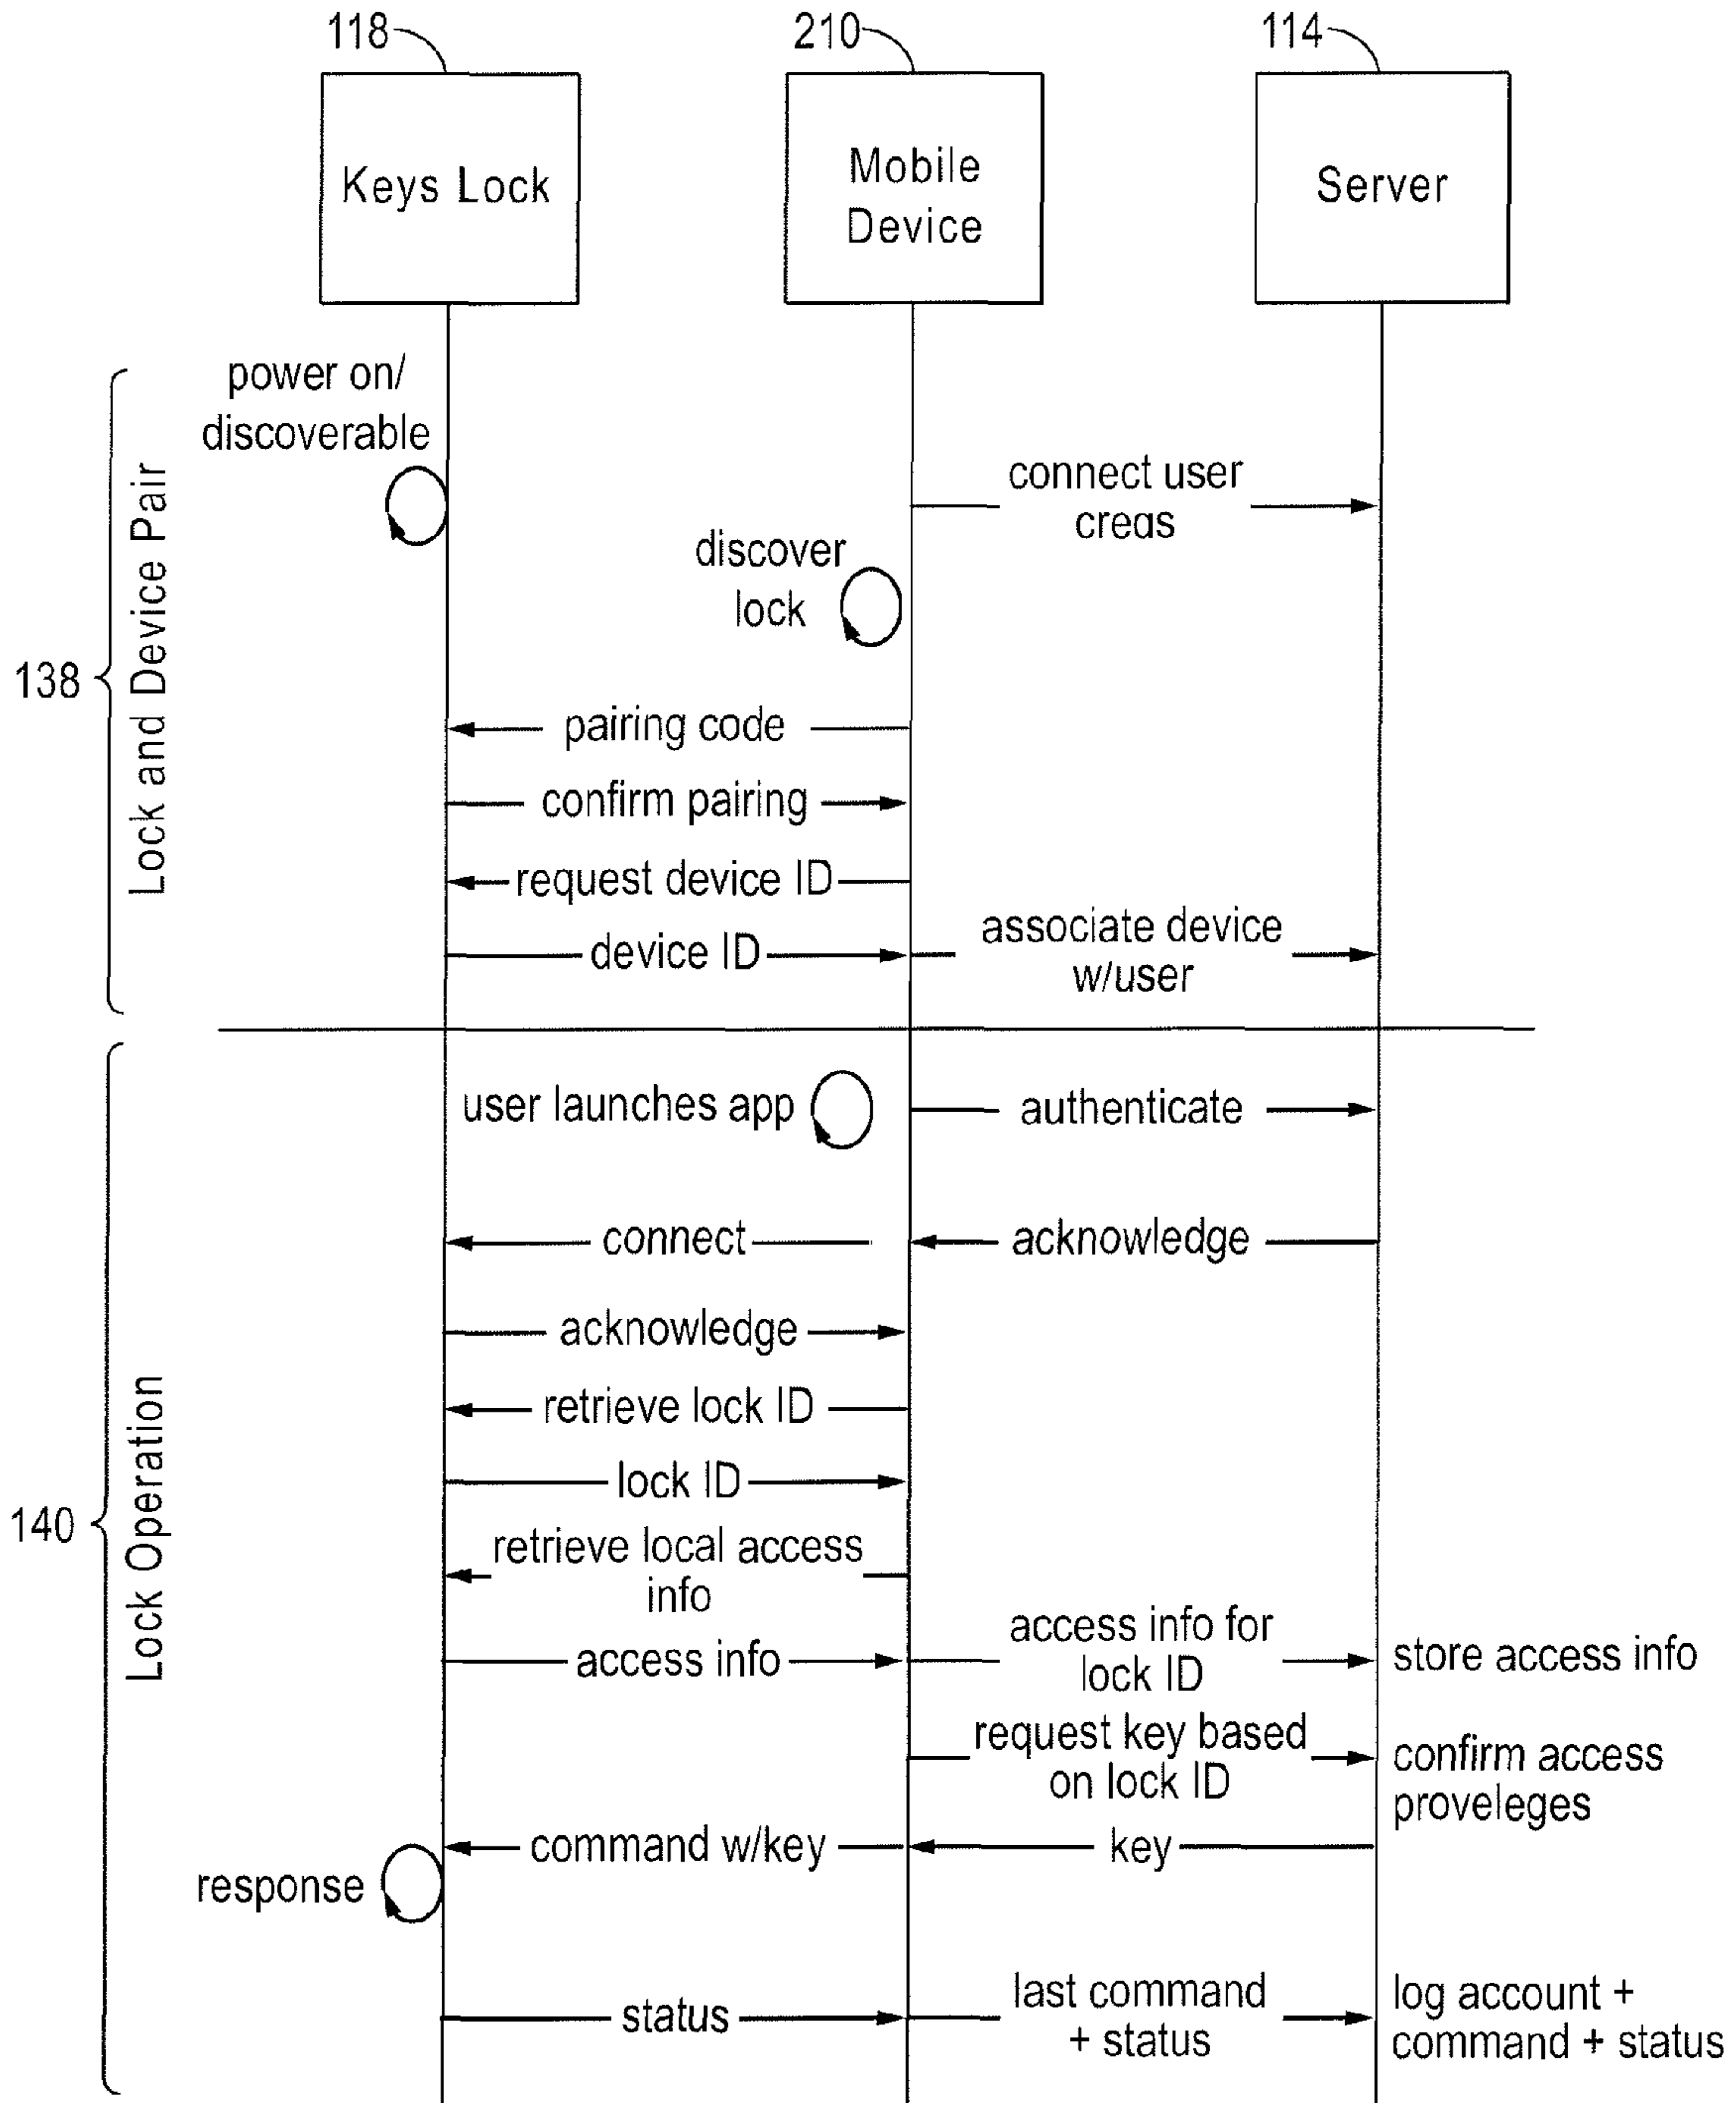 118
210
114
Keys Lock
Mobile
Device
Server
power on/
discoverable
connect user
creds
discover
lock
138
Lock and Device Pair
pairing code
confirm pairing
request device ID
device ID
associate device
w/user
user launches app
authenticate
connect
acknowledge
acknowledge
retrieve lock ID
lock ID
140
Lock Operation
retrieve local access
info
access info
access info for
lock ID
store access info
request key based
on lock ID
confirm access
proveleges
command w/key
key
response
status
last command
+ status
log account +
command + status